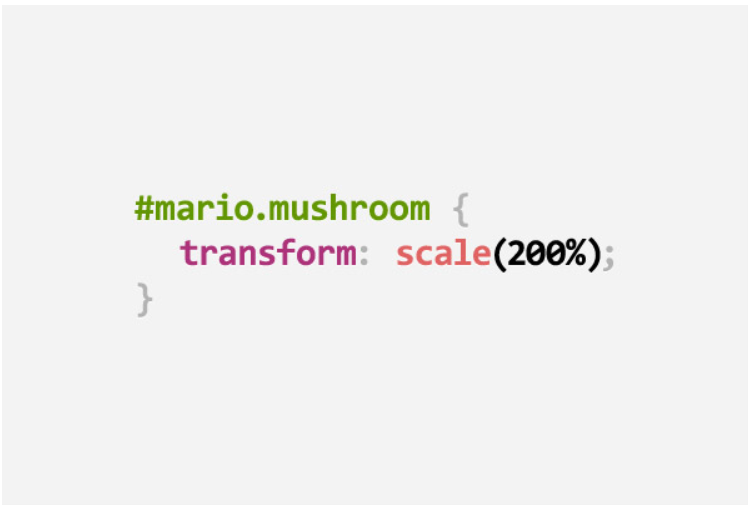 #mario.mushroom {
  transform: scale(200%);
}